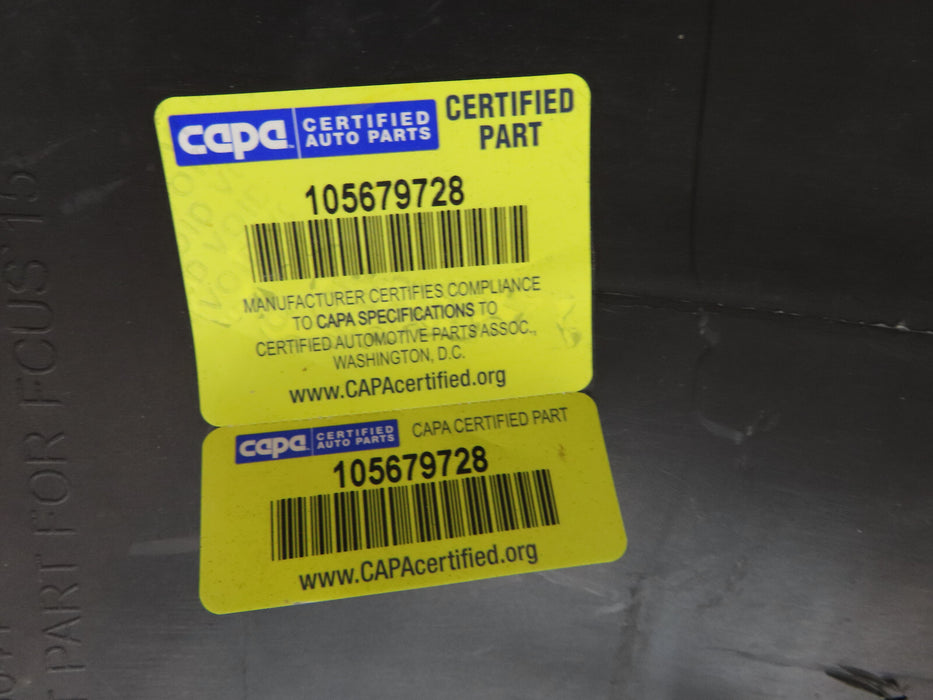 capa CERTIFIED AUTO PARTS
CERTIFIED PART
105679728
MANUFACTURER CERTIFIES COMPLIANCE
TO CAPA SPECIFICATIONS TO
CERTIFIED AUTOMOTIVE PARTS ASSOC.,
WASHINGTON, D.C.
www.CAPAcertified.org
capa CERTIFIED AUTO PARTS CAPA CERTIFIED PART
105679728
www.CAPAcertified.org
PART FOR FOCUS 15